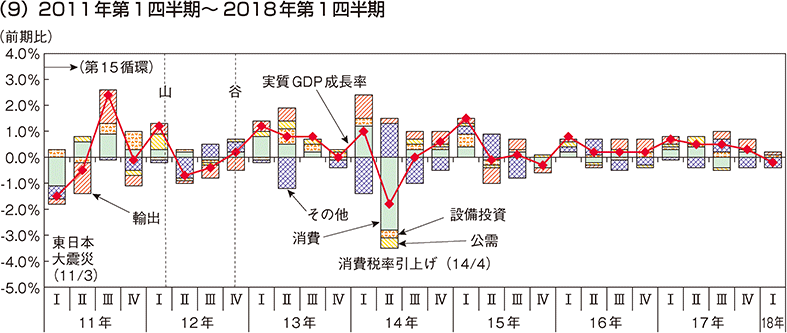 (9) 2011年第1四半期～2018年第1四半期
(前期比)
4.0%
3.0%
2.0%
1.0%
0.0%
-1.0%
-2.0%
-3.0%
-4.0%
-5.0%
(第15循環)
山
谷
実質GDP成長率
輸出
その他
消費
設備投資
公需
東日本
大震災
(11/3)
消費税率引上げ(14/4)
Ⅰ Ⅱ Ⅲ Ⅳ Ⅰ Ⅱ Ⅲ Ⅳ Ⅰ Ⅱ Ⅲ Ⅳ Ⅰ Ⅱ Ⅲ Ⅳ Ⅰ Ⅱ Ⅲ Ⅳ Ⅰ Ⅱ Ⅲ Ⅳ Ⅰ Ⅱ Ⅲ Ⅳ Ⅰ
11年 12年 13年 14年 15年 16年 17年 18年